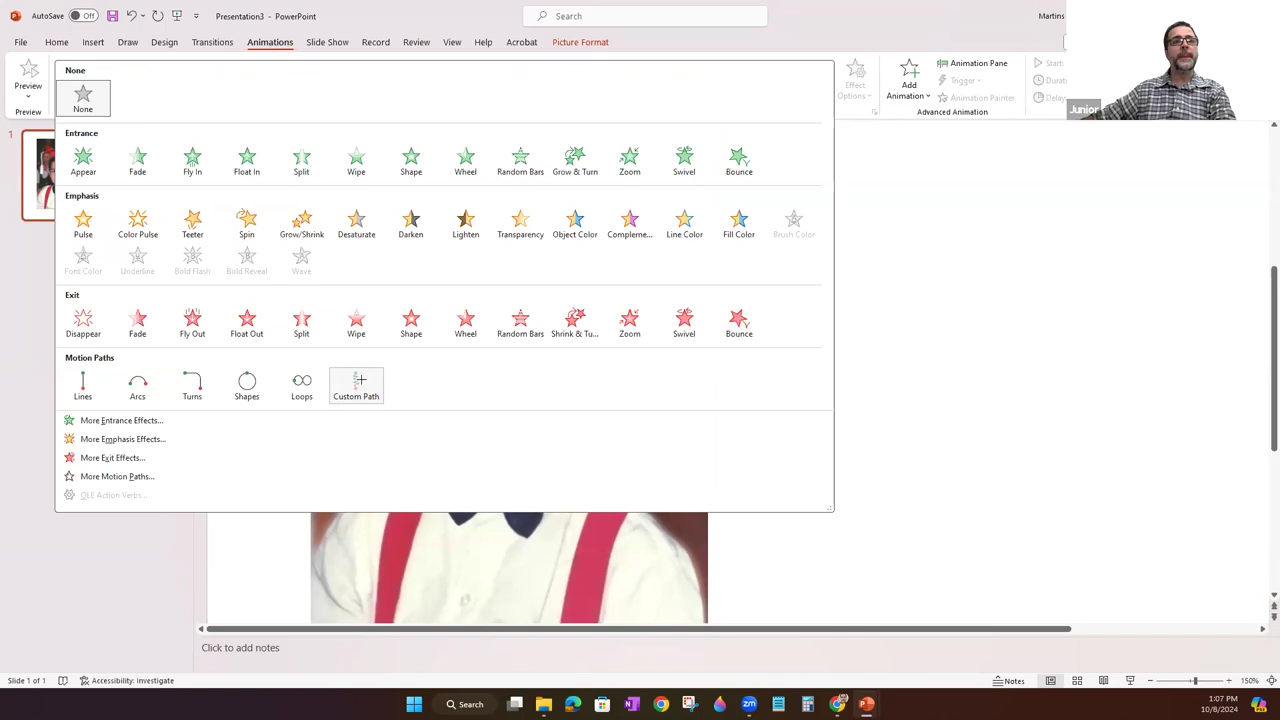 AutoSave Off Presentation3 - PowerPoint Search Martins
File Home Insert Draw Design Transitions Animations Slide Show Record Review View Help Acrobat Picture Format
Preview
Preview
None
None
Entrance
Appear Fade Fly In Float In Split Wipe Shape Wheel Random Bars Grow & Turn Zoom Swivel Bounce
Emphasis
Pulse Color Pulse Teeter Spin Grow/Shrink Desaturate Darken Lighten Transparency Object Color Compleme... Line Color Fill Color Brush Color
Font Color Underline Bold Flash Bold Reveal Wave
Exit
Disappear Fade Fly Out Float Out Split Wipe Shape Wheel Random Bars Shrink & Tu... Zoom Swivel Bounce
Motion Paths
Lines Arcs Turns Shapes Loops Custom Path
More Entrance Effects...
More Emphasis Effects...
More Exit Effects...
More Motion Paths...
OLE Action Verbs...
Effect Options
Add Animation
Animation Pane
Trigger
Animation Painter
Advanced Animation
Start:
Durati
Delay
Junior
1
Click to add notes
Slide 1 of 1 Accessibility: Investigate Notes 150%
Search
1:07 PM
10/8/2024